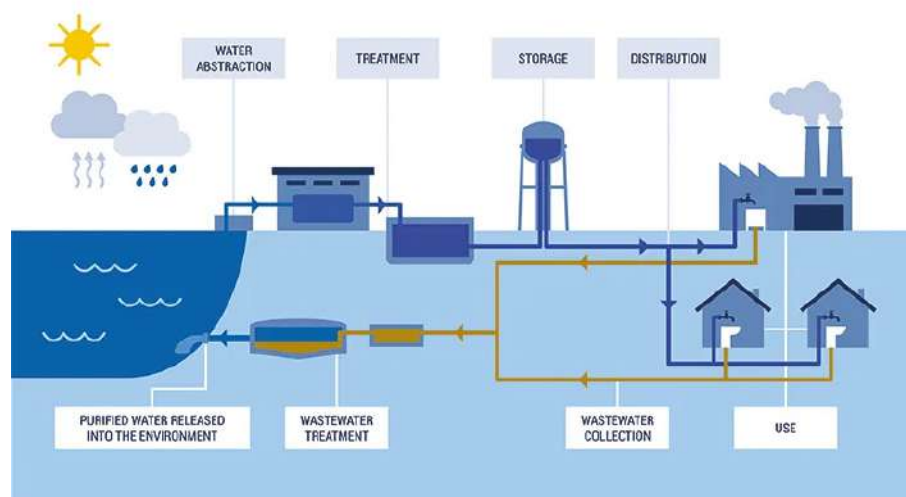 WATER
ABSTRACTION
TREATMENT
STORAGE
DISTRIBUTION
PURIFIED WATER RELEASED
INTO THE ENVIRONMENT
WASTEWATER
TREATMENT
WASTEWATER
COLLECTION
USE